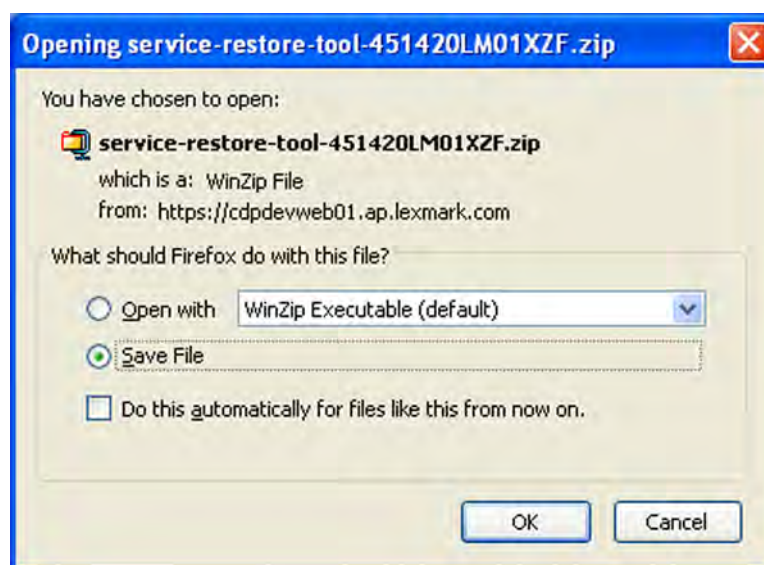 Opening service-restore-tool-451420LM01XZF.zip
You have chosen to open:
service-restore-tool-451420LM01XZF.zip
which is a: WinZip File
from: https://cdpdevweb01.ap.lexmark.com
What should Firefox do with this file?
Open with WinZip Executable (default)
Save File
Do this automatically for files like this from now on.
OK Cancel